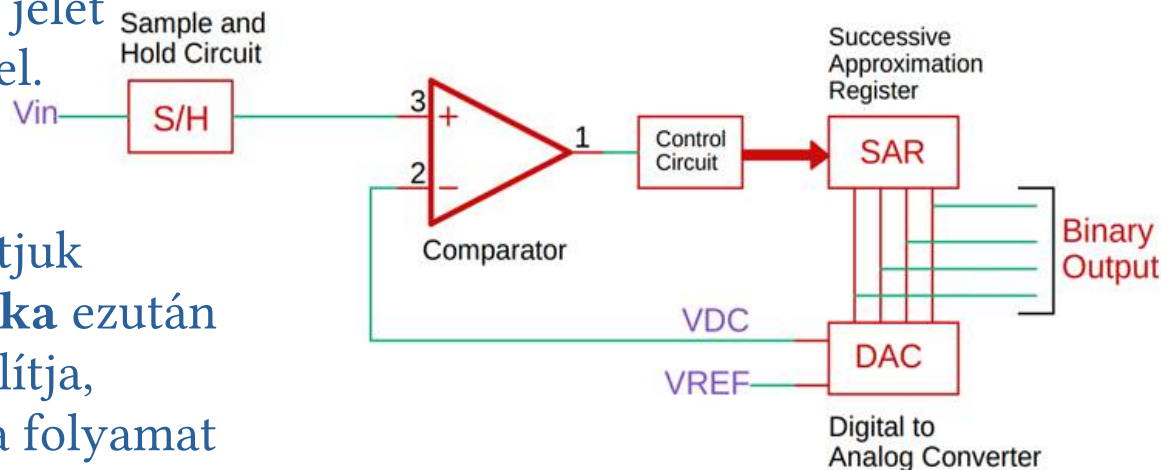 jelét
el.
Sample and
Hold Circuit
Vin
S/H
3
+
2
−
1
Comparator
Control
Circuit
Successive
Approximation
Register
SAR
Binary
Output
VDC
VREF
DAC
Digital to
Analog Converter
tjuk
ka ezután
lítja,
a folyamat